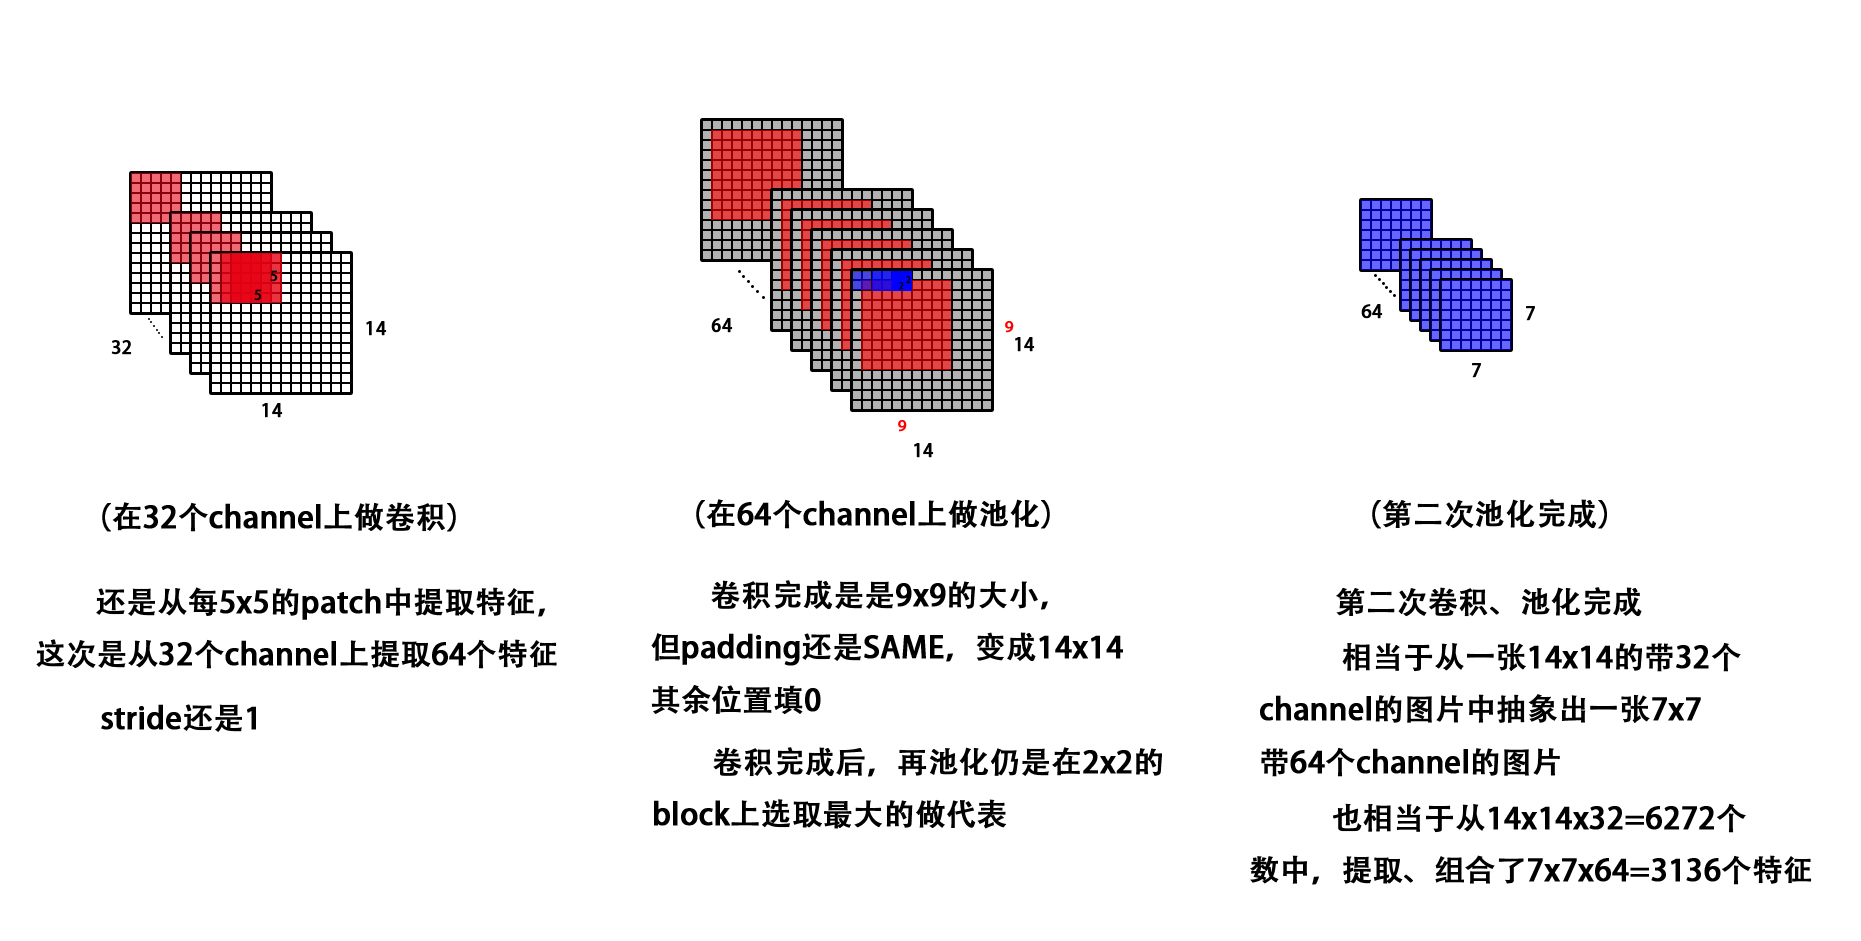 5
5
32
14
14
(在32个channel上做卷积)
还是从每5x5的patch中提取特征,
这次是从32个channel上提取64个特征
stride还是1
2
2
64
9
14
9
14
(在64个channel上做池化)
卷积完成是是9x9的大小,
但padding还是SAME,变成14x14
其余位置填0
卷积完成后,再池化仍是在2x2的
block上选取最大的做代表
64
7
7
(第二次池化完成)
第二次卷积、池化完成
相当于从一张14x14的带32个
channel的图片中抽象出一张7x7
带64个channel的图片
也相当于从14x14x32=6272个
数中,提取、组合了7x7x64=3136个特征